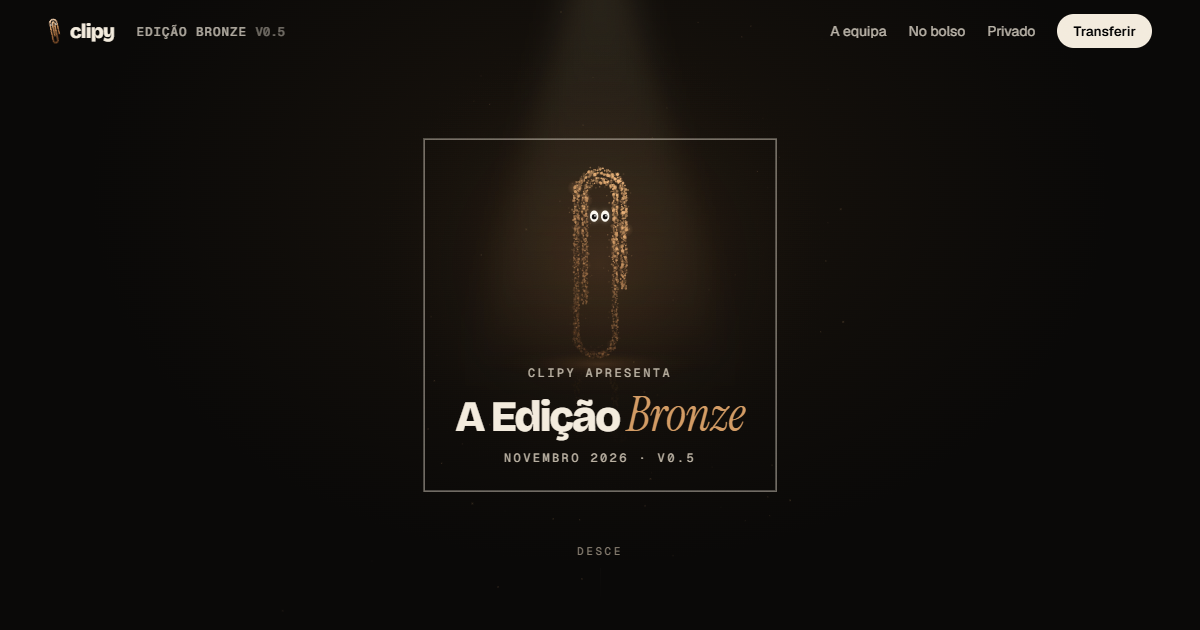 clipy EDIÇÃO BRONZE V0.5 A equipa No bolso Privado Transferir
CLIPY APRESENTA
A Edição Bronze
NOVEMBRO 2026 · V0.5
DESCE